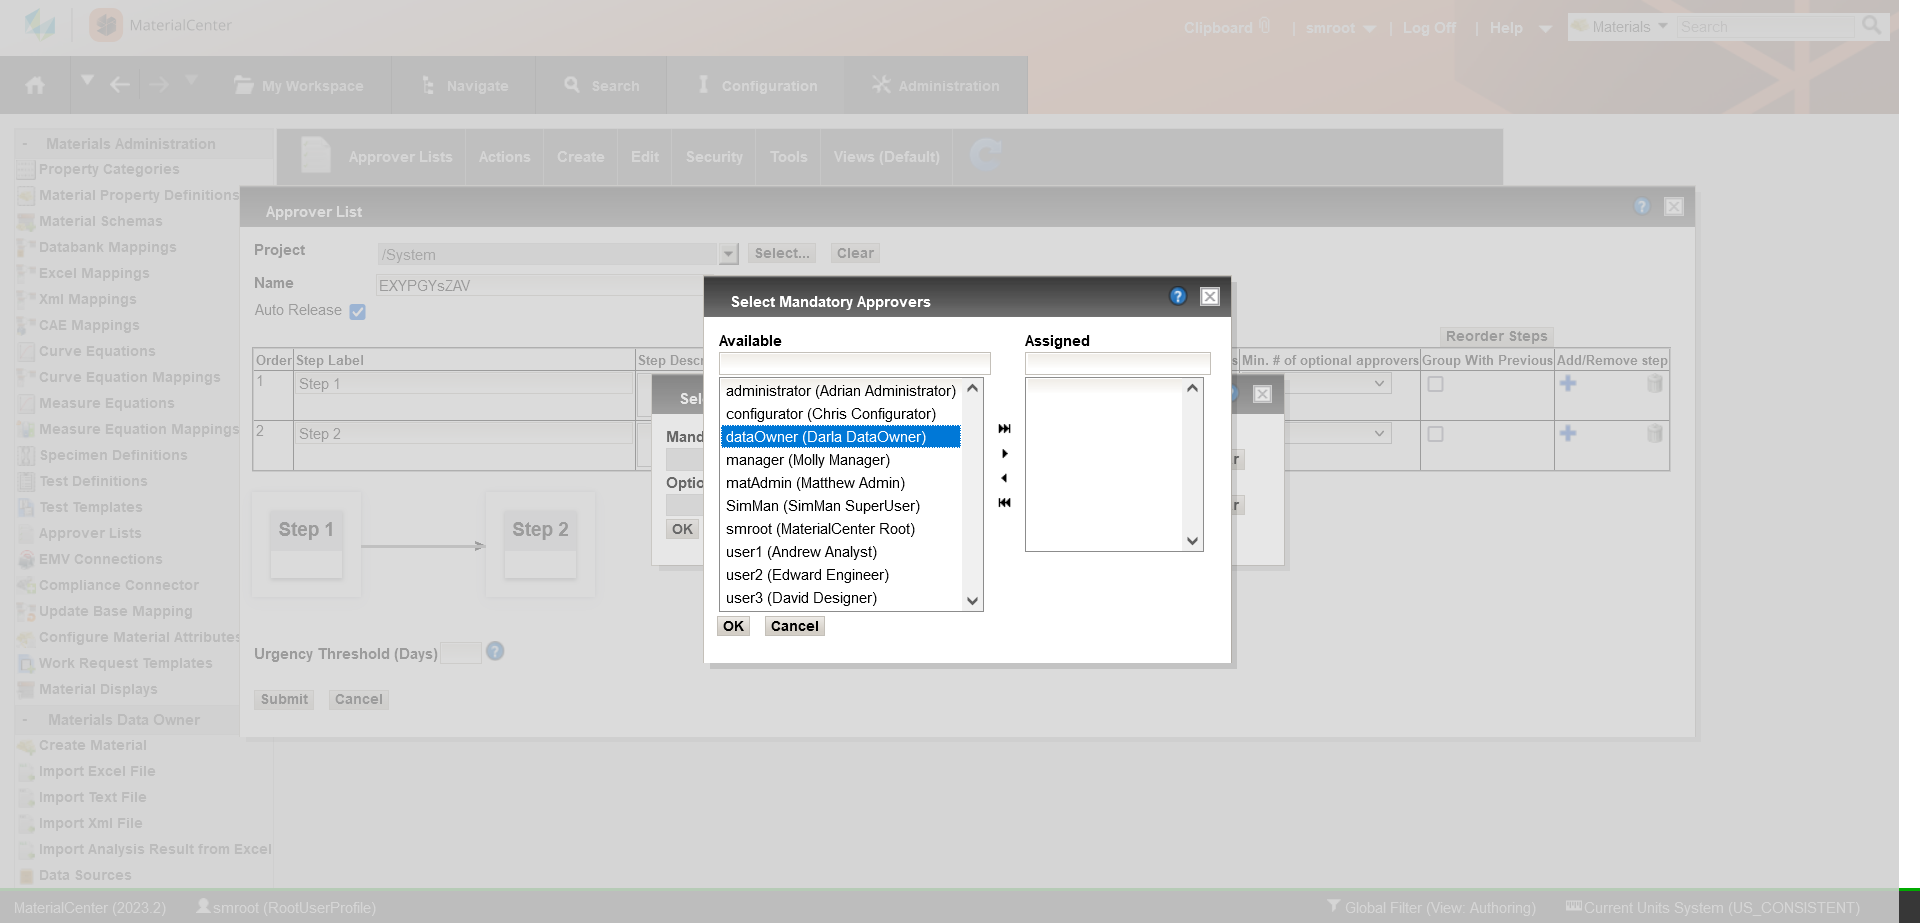 MaterialCenter
Clipboard | smroot | Log Off | Help
Materials Search
My Workspace Navigate Search Configuration Administration
- Materials Administration
Property Categories
Material Property Definitions
Material Schemas
Databank Mappings
Excel Mappings
Xml Mappings
CAE Mappings
Curve Equations
Curve Equation Mappings
Measure Equations
Measure Equation Mappings
Specimen Definitions
Test Definitions
Test Templates
Approver Lists
EMV Connections
Compliance Connector
Update Base Mapping
Configure Material Attributes
Work Request Templates
Material Displays
- Materials Data Owner
Create Material
Import Excel File
Import Text File
Import Xml File
Import Analysis Result from Excel
Data Sources
Approver Lists Actions Create Edit Security Tools Views (Default)
Approver List ?
Project /System Select... Clear
Name EXYPGYsZAV
Auto Release
Reorder Steps
Order Step Label Step Descr s Min. # of optional approvers Group With Previous Add/Remove step
1 Step 1
2 Step 2
Sel
Mand
r
Optio
r
OK
Step 1 Step 2
Urgency Threshold (Days) ?
Submit Cancel
Select Mandatory Approvers ?
Available Assigned
administrator (Adrian Administrator)
configurator (Chris Configurator)
dataOwner (Darla DataOwner)
manager (Molly Manager)
matAdmin (Matthew Admin)
SimMan (SimMan SuperUser)
smroot (MaterialCenter Root)
user1 (Andrew Analyst)
user2 (Edward Engineer)
user3 (David Designer)
OK Cancel
MaterialCenter (2023.2) smroot (RootUserProfile) Global Filter (View: Authoring) Current Units System (US_CONSISTENT)